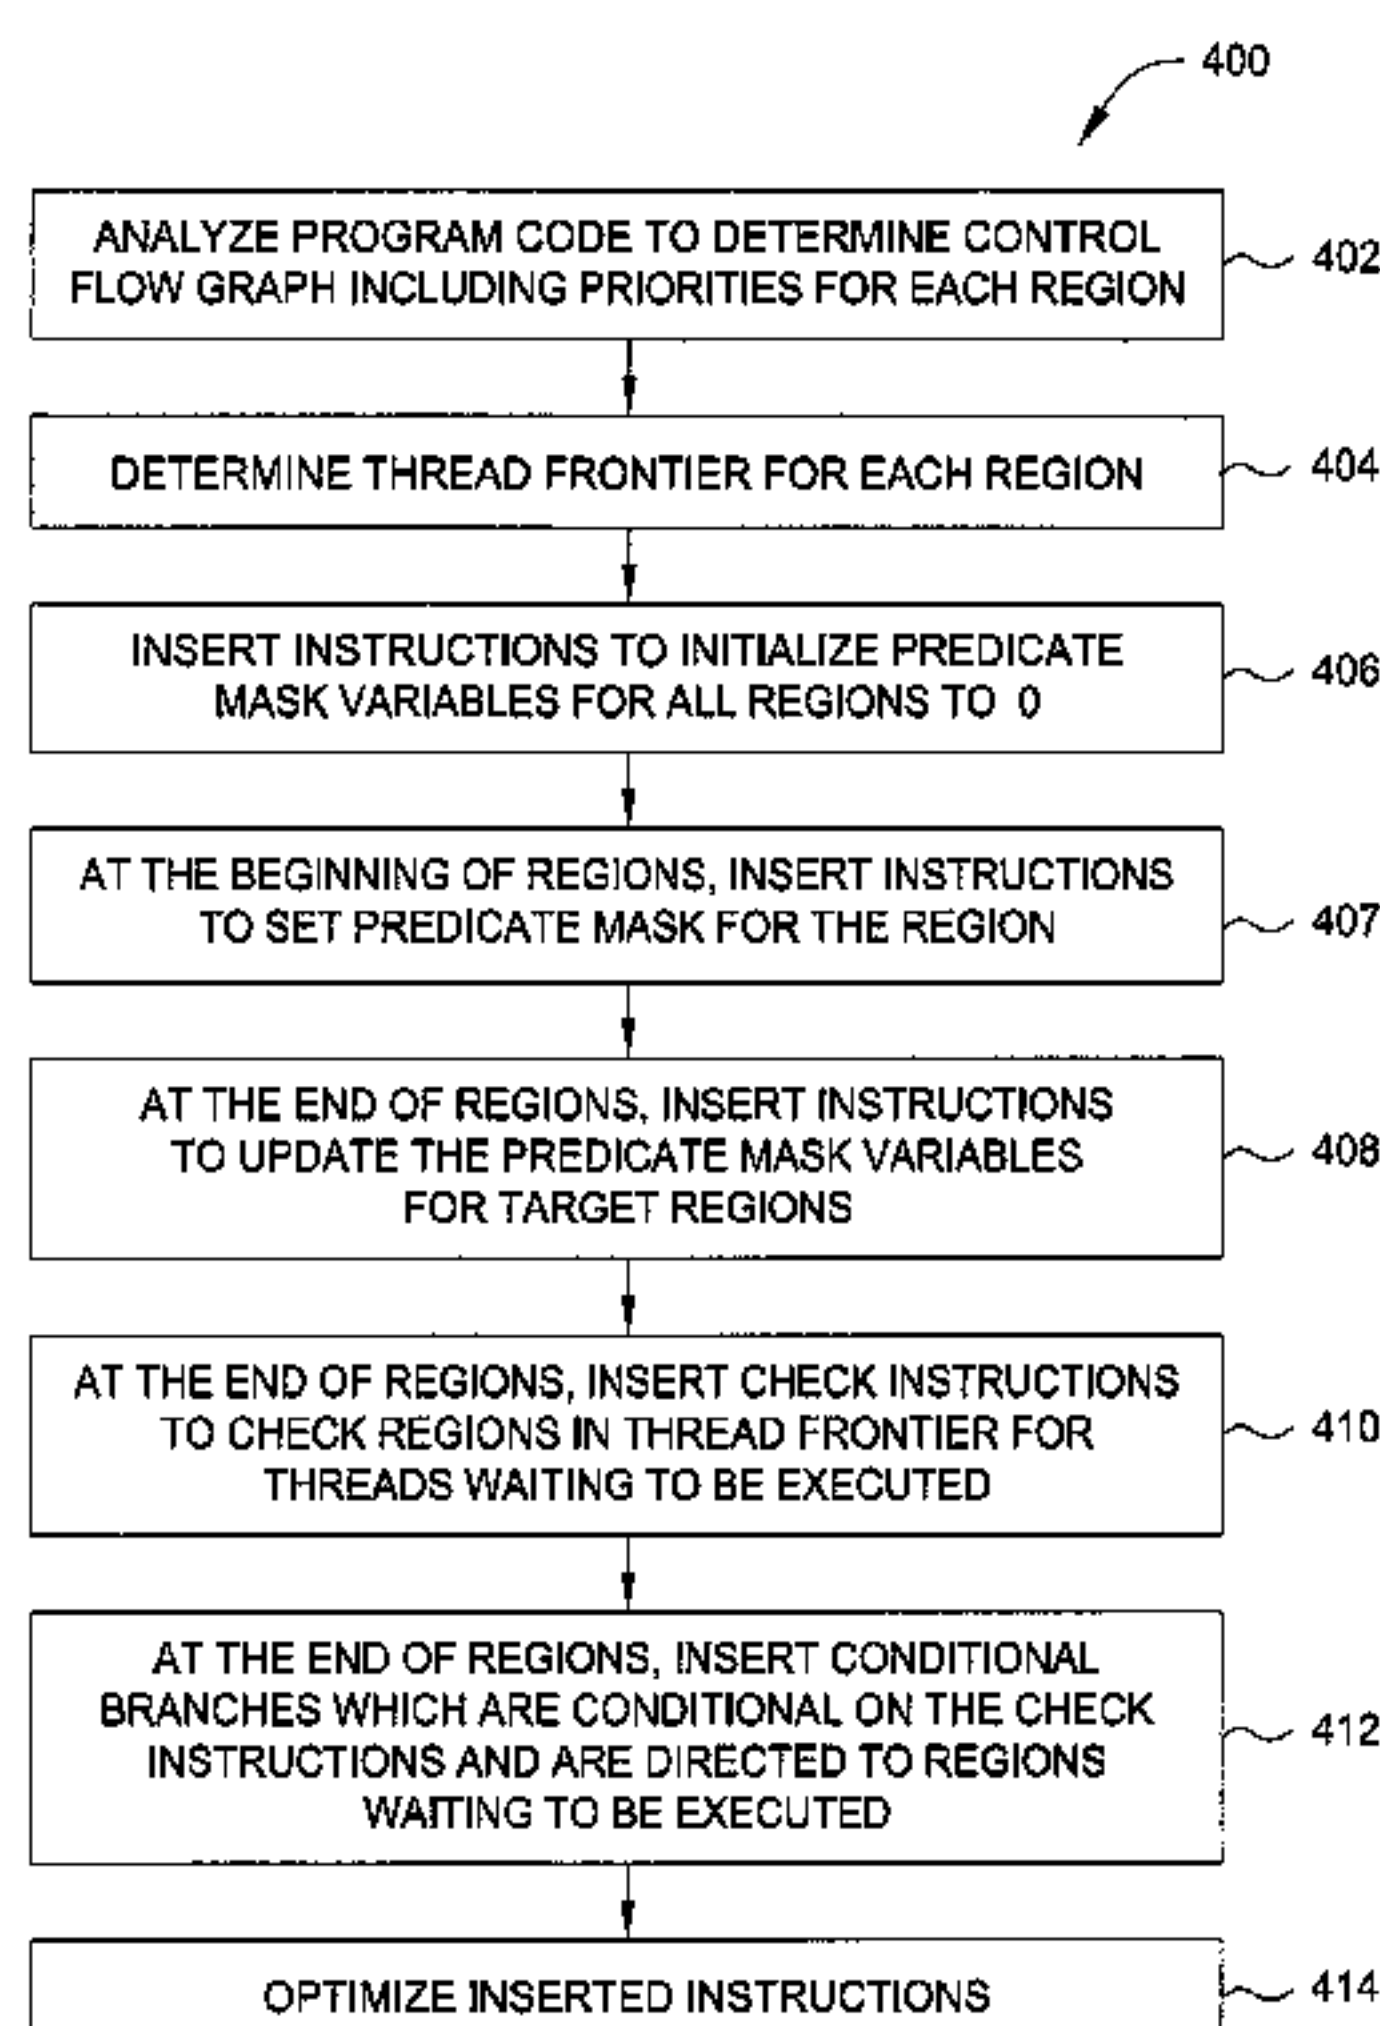 400
ANALYZE PROGRAM CODE TO DETERMINE CONTROL
FLOW GRAPH INCLUDING PRIORITIES FOR EACH REGION
402
DETERMINE THREAD FRONTIER FOR EACH REGION
404
INSERT INSTRUCTIONS TO INITIALIZE PREDICATE
MASK VARIABLES FOR ALL REGIONS TO 0
406
AT THE BEGINNING OF REGIONS, INSERT INSTRUCTIONS
TO SET PREDICATE MASK FOR THE REGION
407
AT THE END OF REGIONS, INSERT INSTRUCTIONS
TO UPDATE THE PREDICATE MASK VARIABLES
FOR TARGET REGIONS
408
AT THE END OF REGIONS, INSERT CHECK INSTRUCTIONS
TO CHECK REGIONS IN THREAD FRONTIER FOR
THREADS WAITING TO BE EXECUTED
410
AT THE END OF REGIONS, INSERT CONDITIONAL
BRANCHES WHICH ARE CONDITIONAL ON THE CHECK
INSTRUCTIONS AND ARE DIRECTED TO REGIONS
WAITING TO BE EXECUTED
412
OPTIMIZE INSERTED INSTRUCTIONS
414